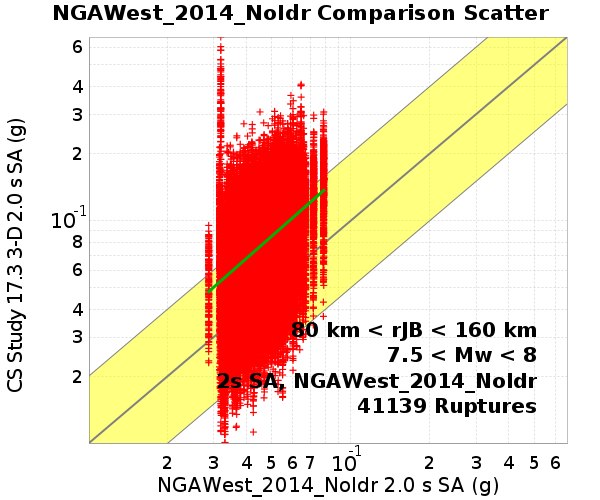 NGAWest_2014_NoIdr Comparison Scatter
CS Study 17.3 3-D 2.0 s SA (g)
6
4
3
2
10-1
8
6
4
3
2
80 km < rJB < 160 km
7.5 < Mw < 8
2s SA, NGAWest_2014_NoIdr
41139 Ruptures
2 3 4 5 6 7 10-1 2 3 4 5 6
NGAWest_2014_NoIdr 2.0 s SA (g)